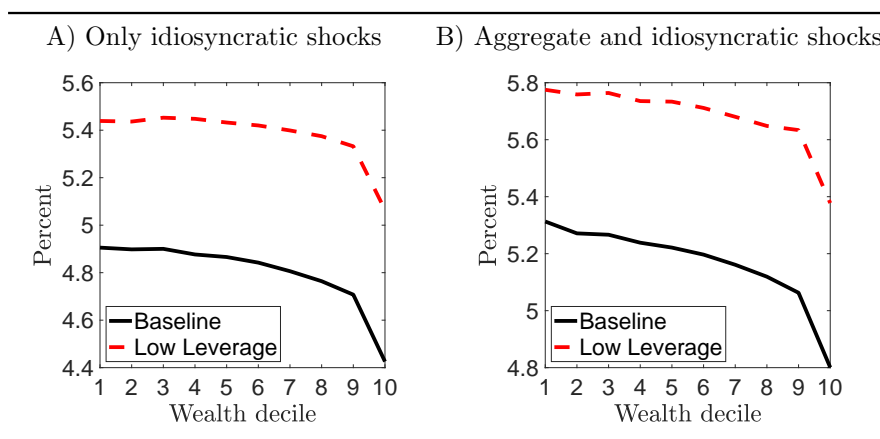 A) Only idiosyncratic shocks
5.6
5.4
5.2
5
4.8
4.6
4.4
Percent
Baseline
Low Leverage
1 2 3 4 5 6 7 8 9 10
Wealth decile
B) Aggregate and idiosyncratic shocks
5.8
5.6
5.4
5.2
5
4.8
Percent
Baseline
Low Leverage
1 2 3 4 5 6 7 8 9 10
Wealth decile